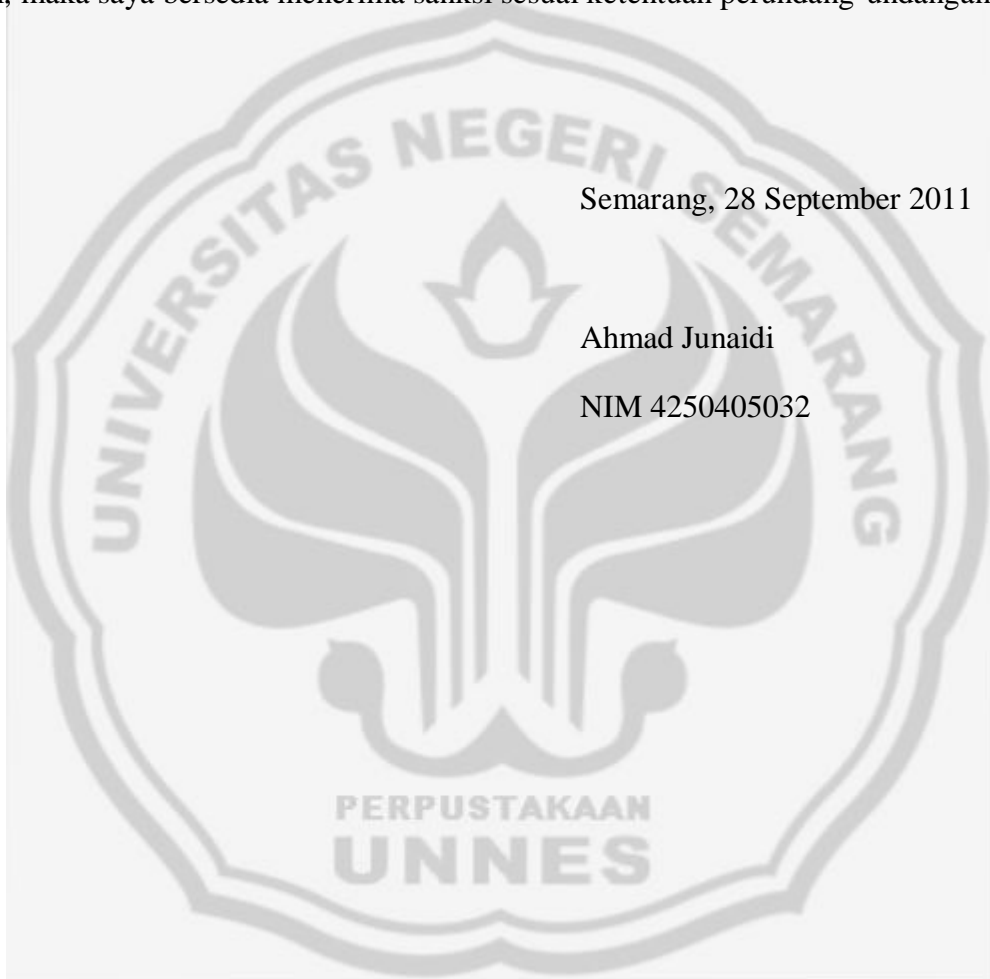 maka saya bersedia menerima sanksi sesuai ketentuan perundang-undangan
UNIVERSITAS NEGERI SEMARANG
Semarang, 28 September 2011
Ahmad Junaidi
NIM 4250405032
PERPUSTAKAAN
UNNES